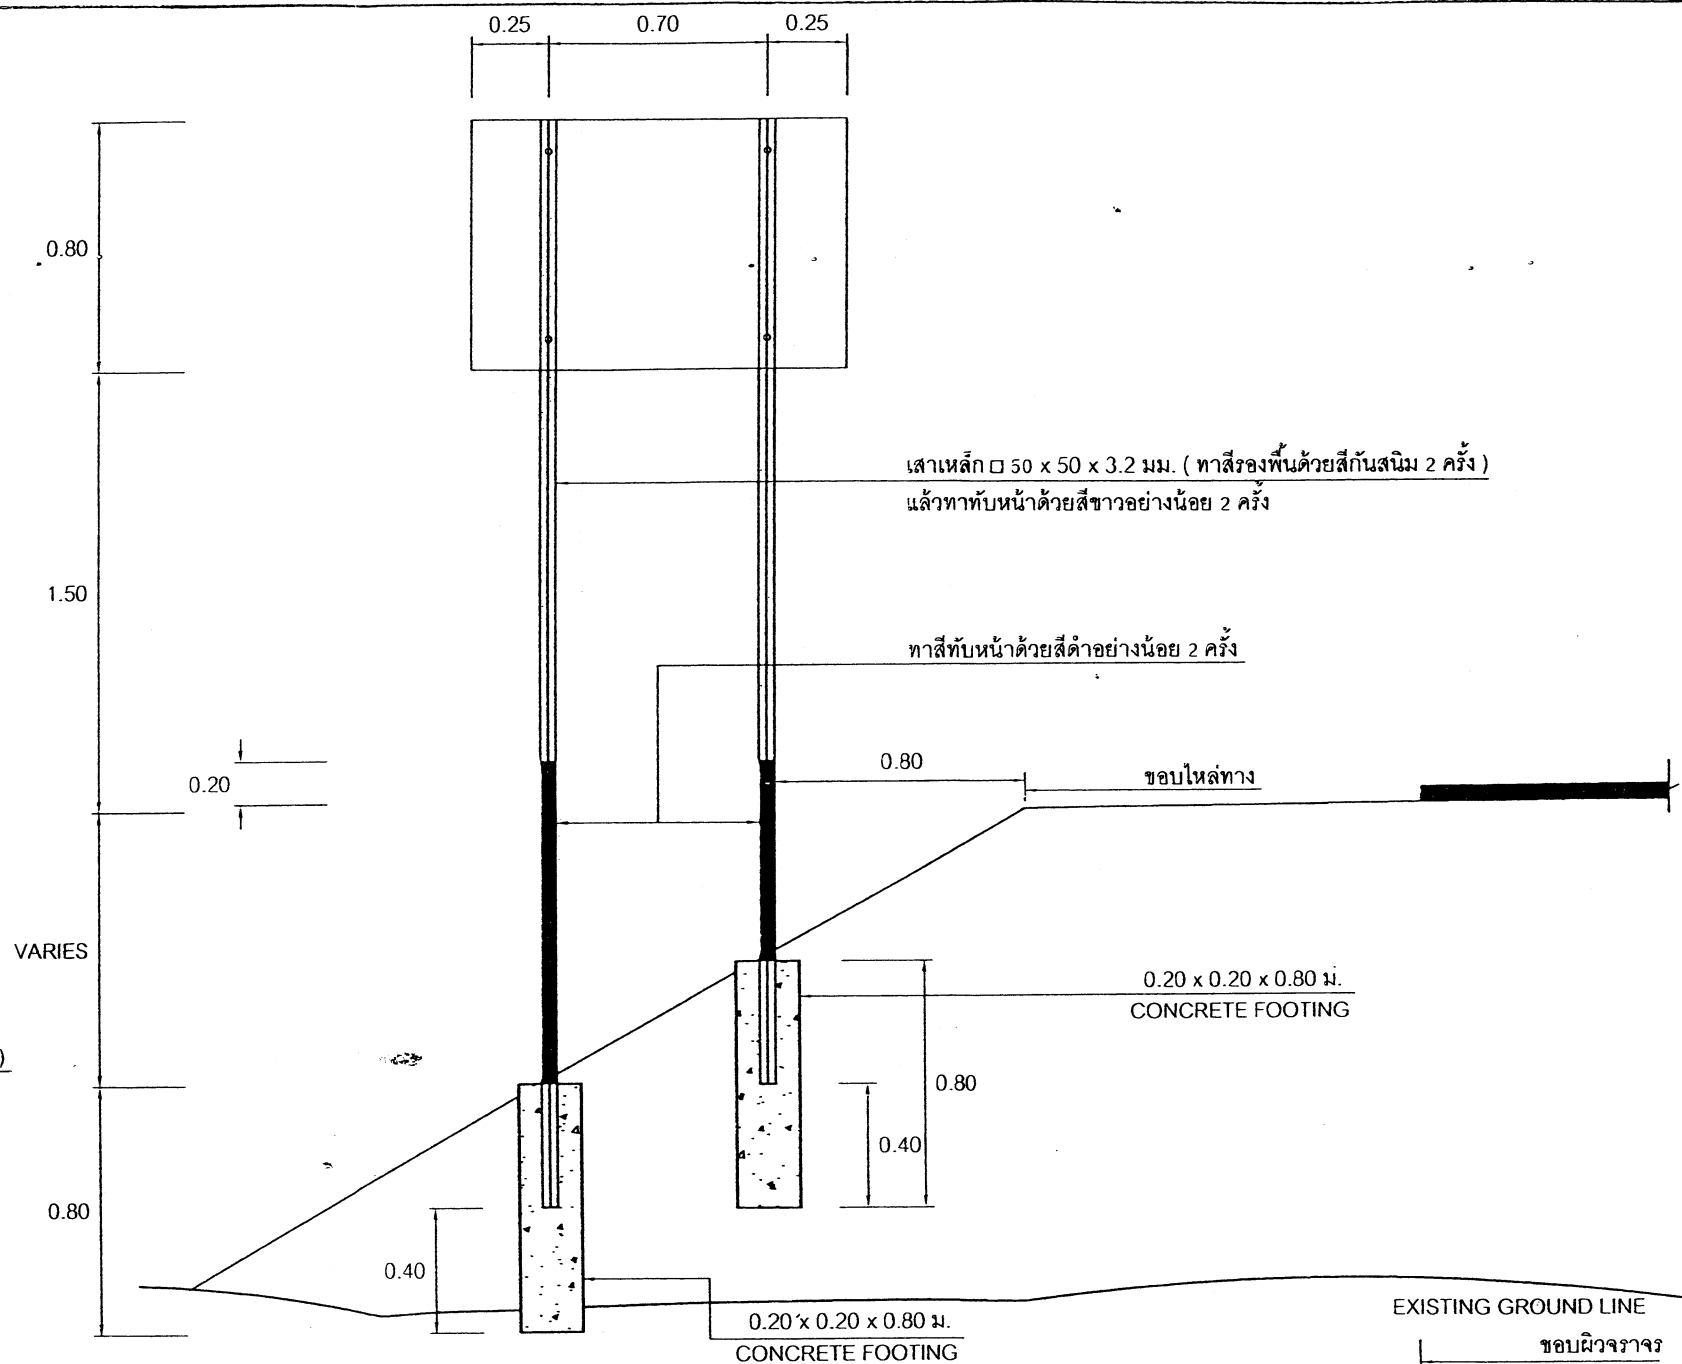 0.25 0.70 0.25
0.80
เสาเหล็ก □ 50 x 50 x 3.2 มม. ( ทาสีรองพื้นด้วยสีกันสนิม 2 ครั้ง )
แล้วทาทับหน้าด้วยสีขาวอย่างน้อย 2 ครั้ง
1.50
ทาสีทับหน้าด้วยสีดำอย่างน้อย 2 ครั้ง
0.80
ขอบไหล่ทาง
0.20
VARIES
0.20 x 0.20 x 0.80 ม.
CONCRETE FOOTING
)
0.80
0.40
0.80
0.40
0.20 x 0.20 x 0.80 ม.
CONCRETE FOOTING
EXISTING GROUND LINE
ขอบผิวจราจร